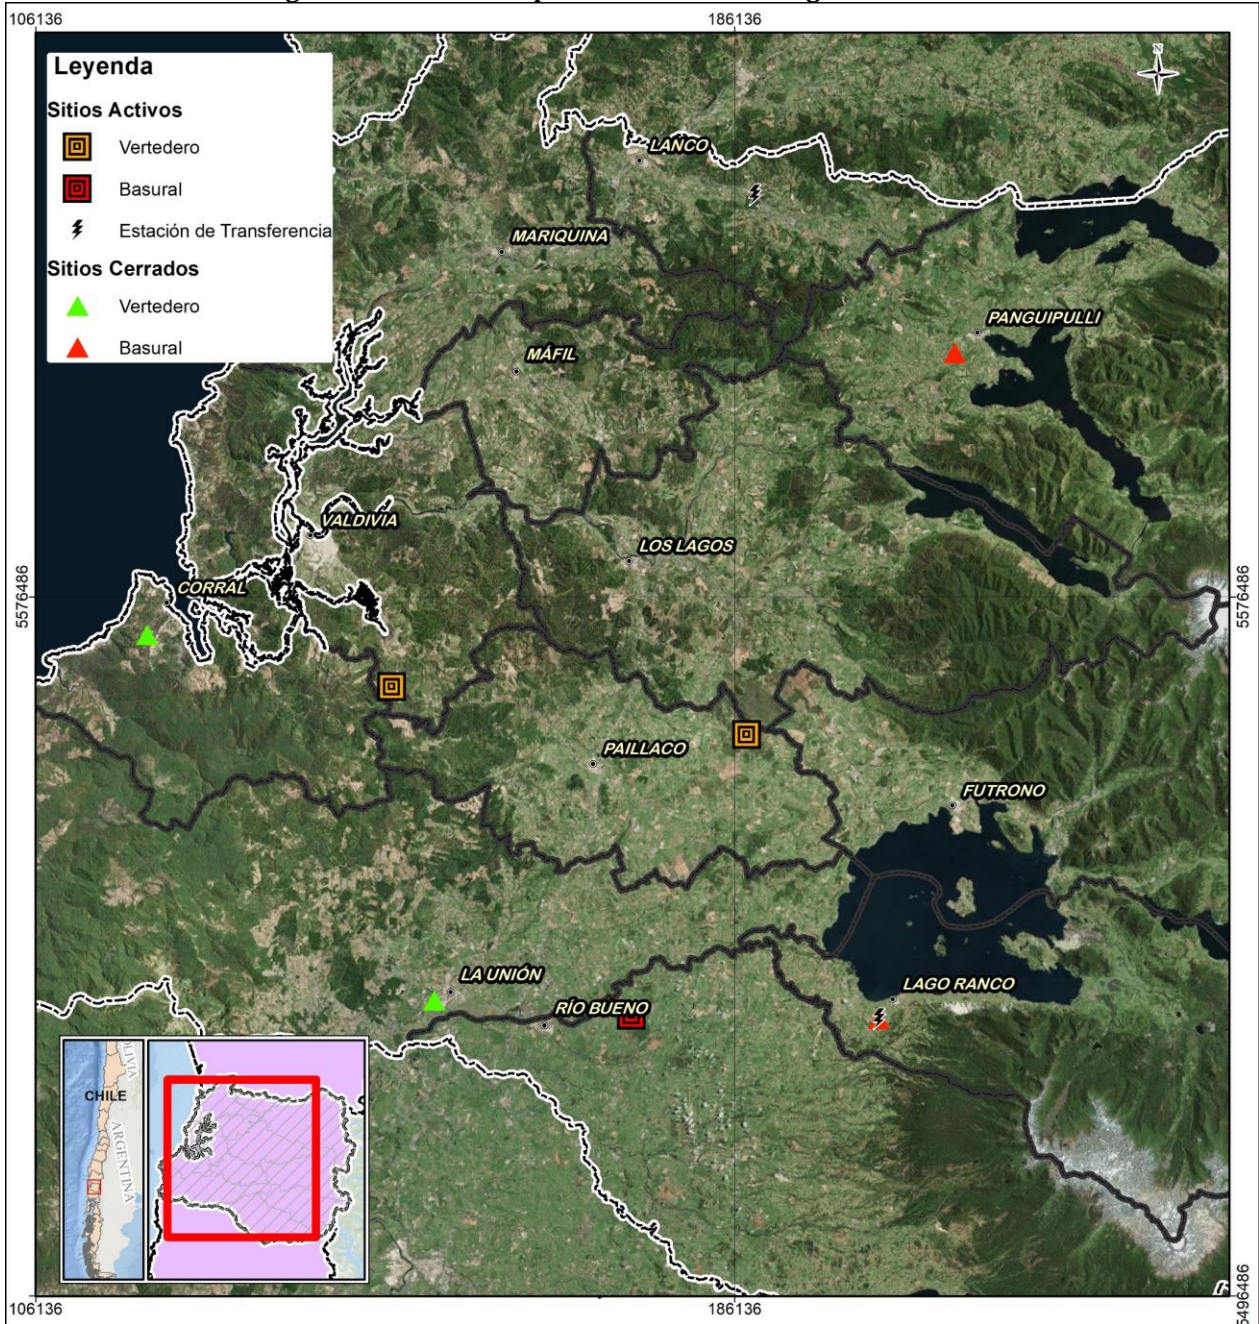 106136
186136
Leyenda
Sitios Activos
Vertedero
Basural
Estación de Transferencia
Sitios Cerrados
Vertedero
Basural
N
LANCO
MARIQUINA
PANGUIPULLI
MÁFIL
VALDIVIA
LOS LAGOS
CORRAL
5576486
5576486
PAILLACO
FUTRONO
LA UNIÓN
RÍO BUENO
LAGO RANCO
CHILE
ARGENTINA
106136
186136
5496486